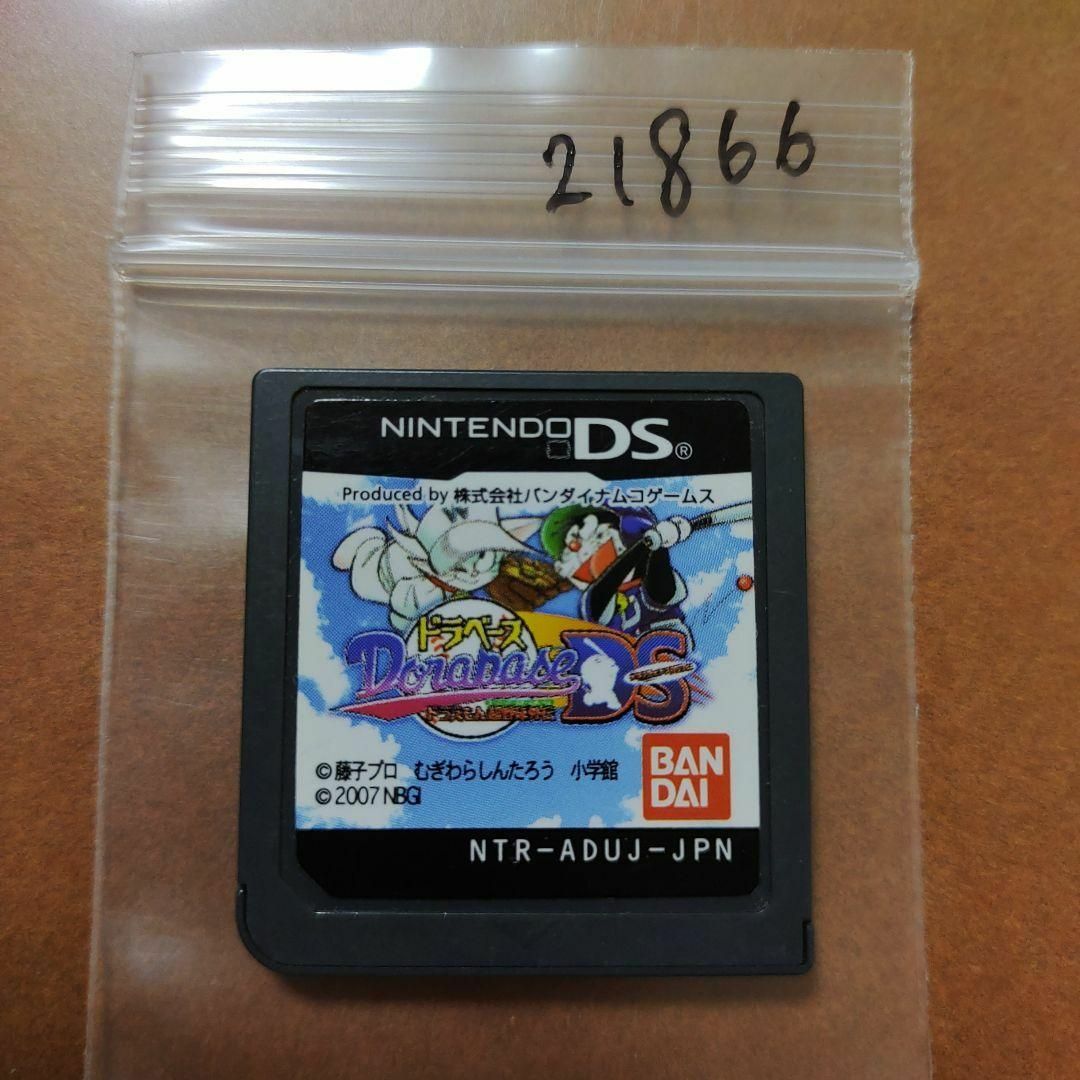 21866
NINTENDO DS®
Produced by 株式会社バンダイナムコゲームス
ドラベース
Dorabase DS
©藤子プロ むぎわらしんたろう 小学館
©2007 NBGI
BAN
DAI
NTR-ADUJ-JPN